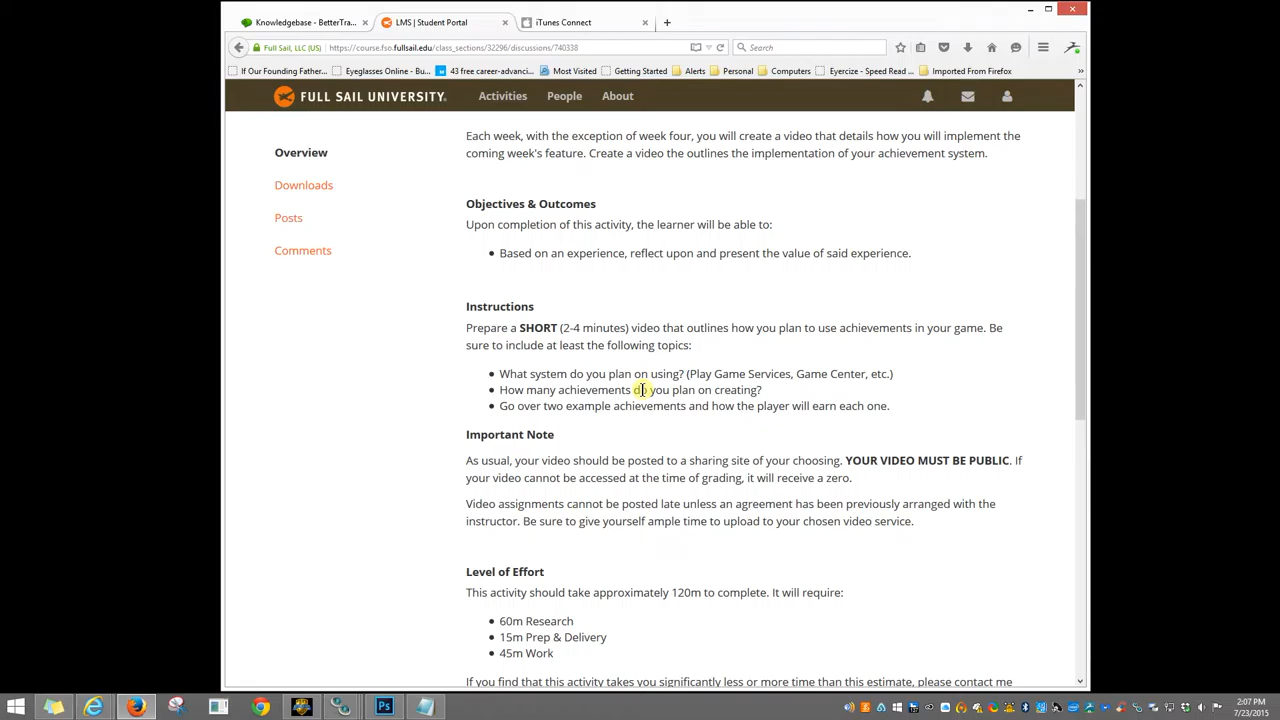 Knowledgebase - BetterTra...
LMS | Student Portal
iTunes Connect
Full Sail, LLC (US)
https://course.fso.fullsail.edu/class_sections/32296/discussions/740338
Search
If Our Founding Father...
Eyeglasses Online - Bu...
43 free career-advanci...
Most Visited
Getting Started
Alerts
Personal
Computers
Eyercize - Speed Read ...
Imported From Firefox
FULL SAIL UNIVERSITY.
Activities
People
About
Overview
Downloads
Posts
Comments
Each week, with the exception of week four, you will create a video that details how you will implement the
coming week's feature. Create a video the outlines the implementation of your achievement system.
Objectives & Outcomes
Upon completion of this activity, the learner will be able to:
Based on an experience, reflect upon and present the value of said experience.
Instructions
Prepare a SHORT (2-4 minutes) video that outlines how you plan to use achievements in your game. Be
sure to include at least the following topics:
What system do you plan on using? (Play Game Services, Game Center, etc.)
How many achievements do you plan on creating?
Go over two example achievements and how the player will earn each one.
Important Note
As usual, your video should be posted to a sharing site of your choosing. YOUR VIDEO MUST BE PUBLIC. If
your video cannot be accessed at the time of grading, it will receive a zero.
Video assignments cannot be posted late unless an agreement has been previously arranged with the
instructor. Be sure to give yourself ample time to upload to your chosen video service.
Level of Effort
This activity should take approximately 120m to complete. It will require:
60m Research
15m Prep & Delivery
45m Work
If you find that this activity takes you significantly less or more time than this estimate, please contact me
Ps
2:07 PM
7/23/2015